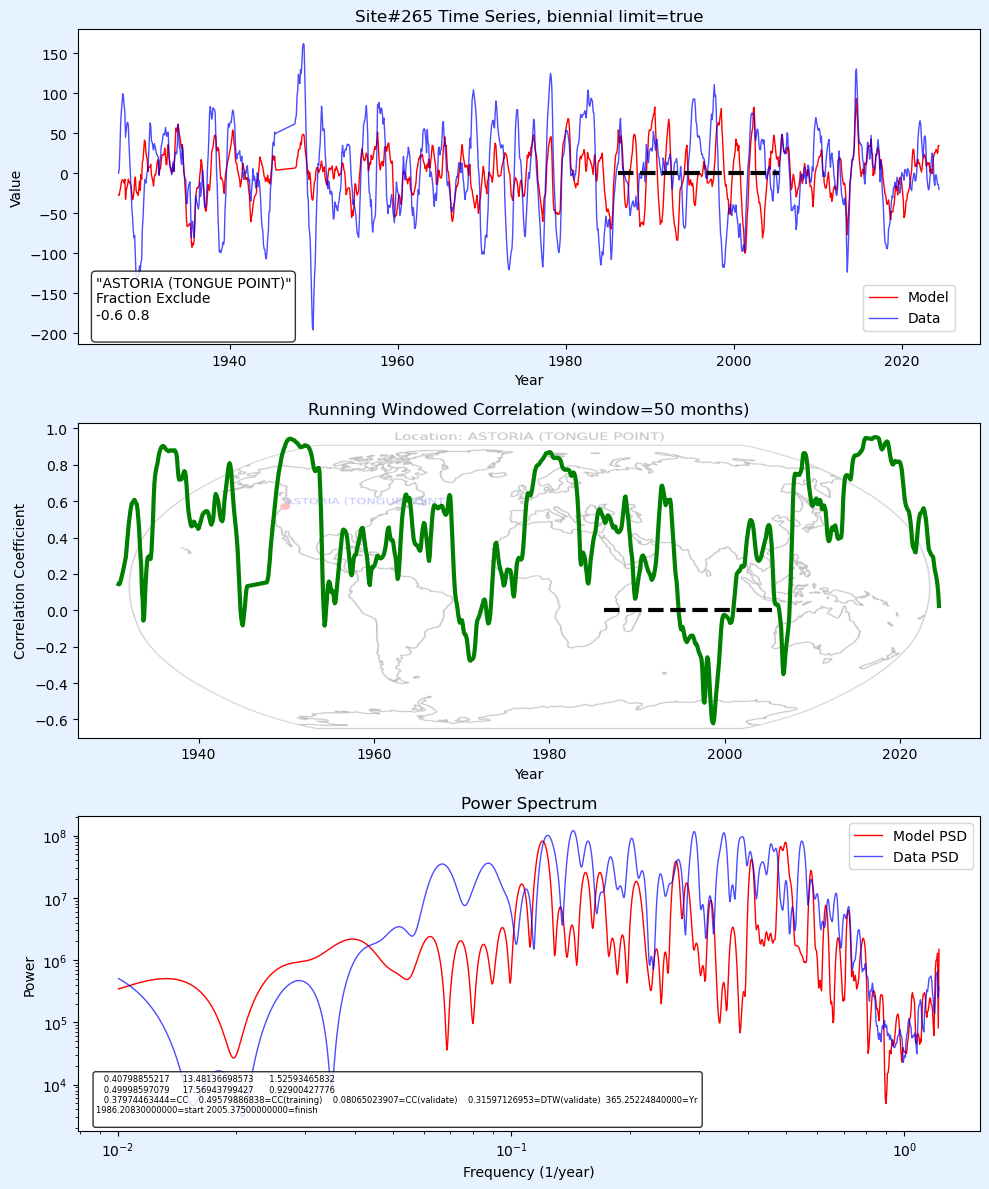 Site#265 Time Series, biennial limit=true
150
100
50
0
−50
−100
−150
−200
Value
"ASTORIA (TONGUE POINT)"
Fraction Exclude
-0.6 0.8
Model
Data
1940
1960
1980
2000
2020
Year
Running Windowed Correlation (window=50 months)
Location: ASTORIA (TONGUE POINT)
ASTORIA (TONGUE POINT)
1.0
0.8
0.6
0.4
0.2
0.0
−0.2
−0.4
−0.6
Correlation Coefficient
1940
1960
1980
2000
2020
Year
Power Spectrum
Model PSD
Data PSD
10^8
10^7
10^6
10^5
10^4
Power
0.40798855217 13.48136698573 1.52593465832
0.49998597079 17.56943799427 0.92900427776
0.37974463444=CC 0.49579886838=CC(training) 0.08065023907=CC(validate) 0.31597126953=DTW(validate) 365.25224840000=Yr
1986.20830000000=start 2005.37500000000=finish
10^−2
10^−1
10^0
Frequency (1/year)